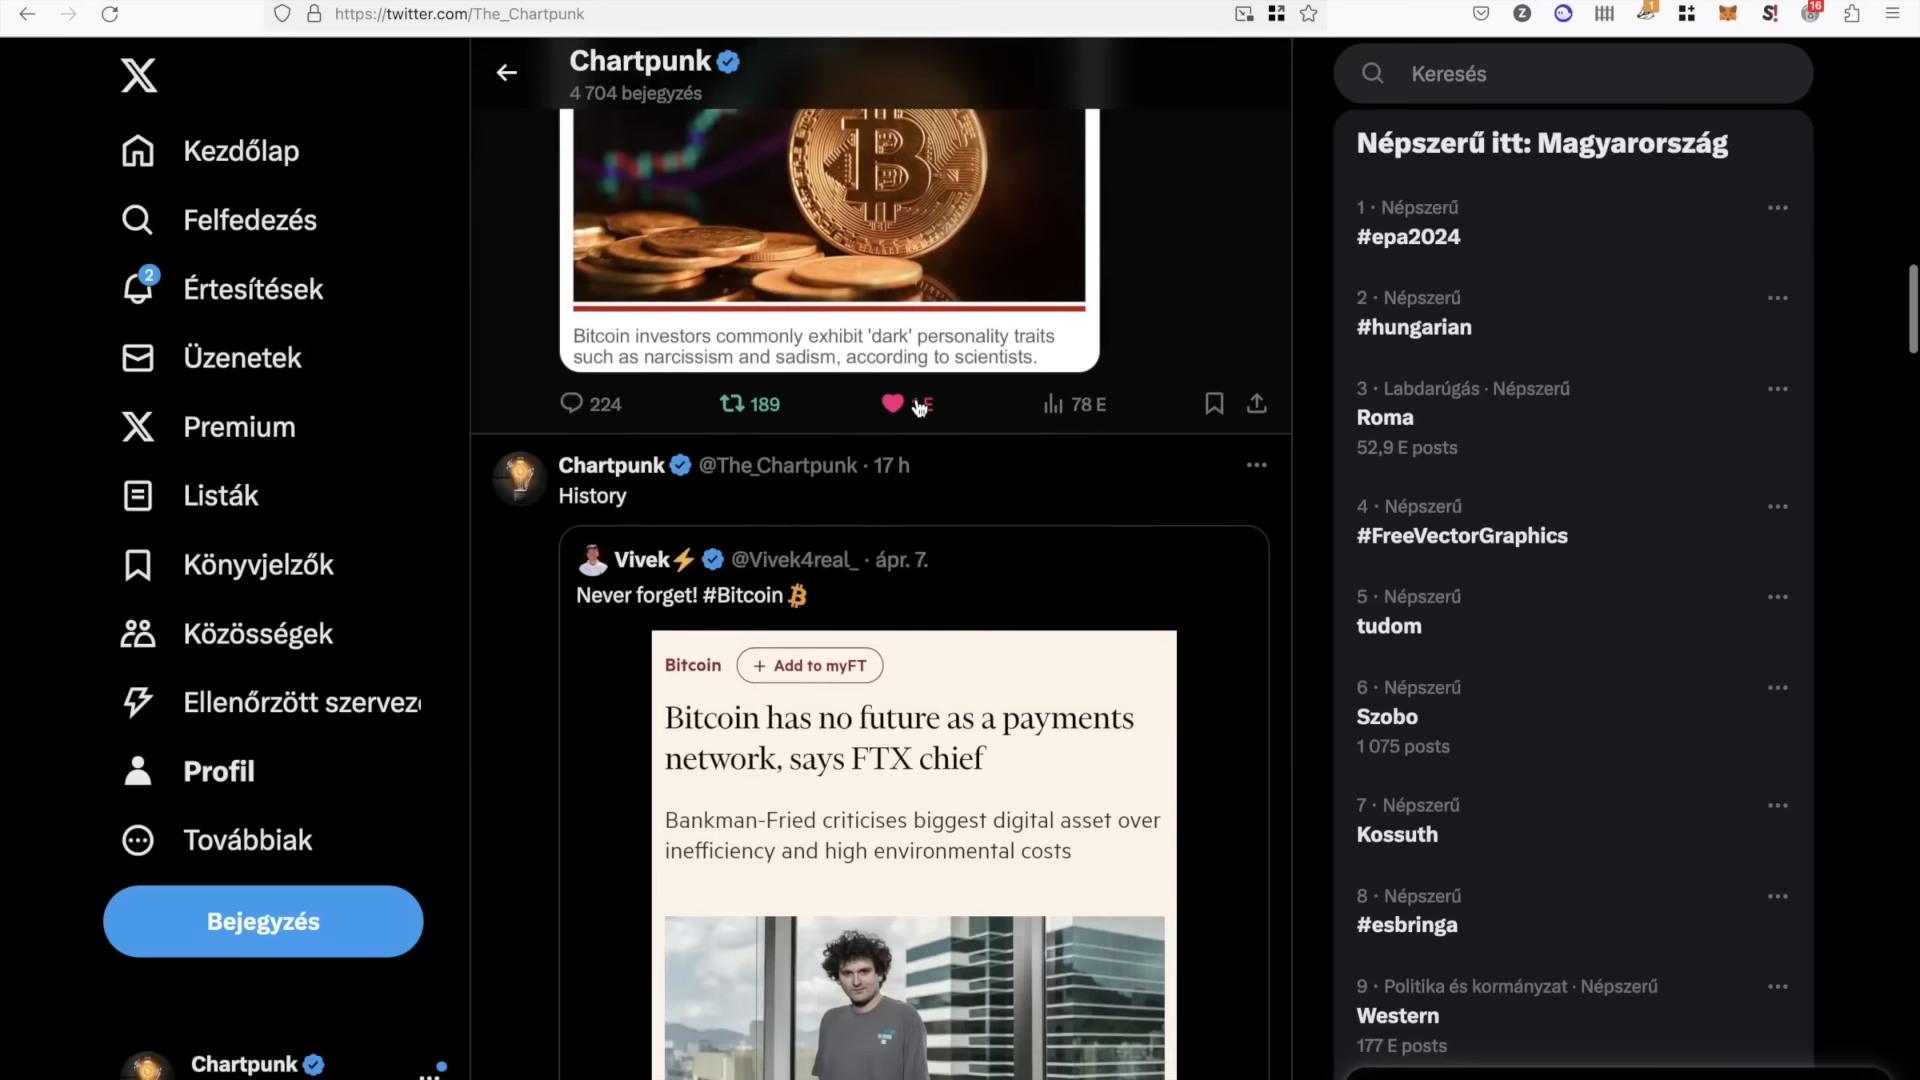 https://twitter.com/The_Chartpunk
1
16
Z
S!
Kezdőlap
Felfedezés
2
Értesítések
Üzenetek
Premium
Listák
Könyvjelzők
Közösségek
Ellenőrzött szerveze
Profil
Továbbiak
Bejegyzés
Chartpunk
Chartpunk
4 704 bejegyzés
Bitcoin investors commonly exhibit 'dark' personality traits
such as narcissism and sadism, according to scientists.
224
189
78 E
Chartpunk @The_Chartpunk · 17 h
History
Vivek⚡ @Vivek4real_ · ápr. 7.
Never forget! #Bitcoin
Bitcoin + Add to myFT
Bitcoin has no future as a payments
network, says FTX chief
Bankman-Fried criticises biggest digital asset over
inefficiency and high environmental costs
Keresés
Népszerű itt: Magyarország
1 · Népszerű
#epa2024
2 · Népszerű
#hungarian
3 · Labdarúgás · Népszerű
Roma
52,9 E posts
4 · Népszerű
#FreeVectorGraphics
5 · Népszerű
tudom
6 · Népszerű
Szobo
1 075 posts
7 · Népszerű
Kossuth
8 · Népszerű
#esbringa
9 · Politika és kormányzat · Népszerű
Western
177 E posts